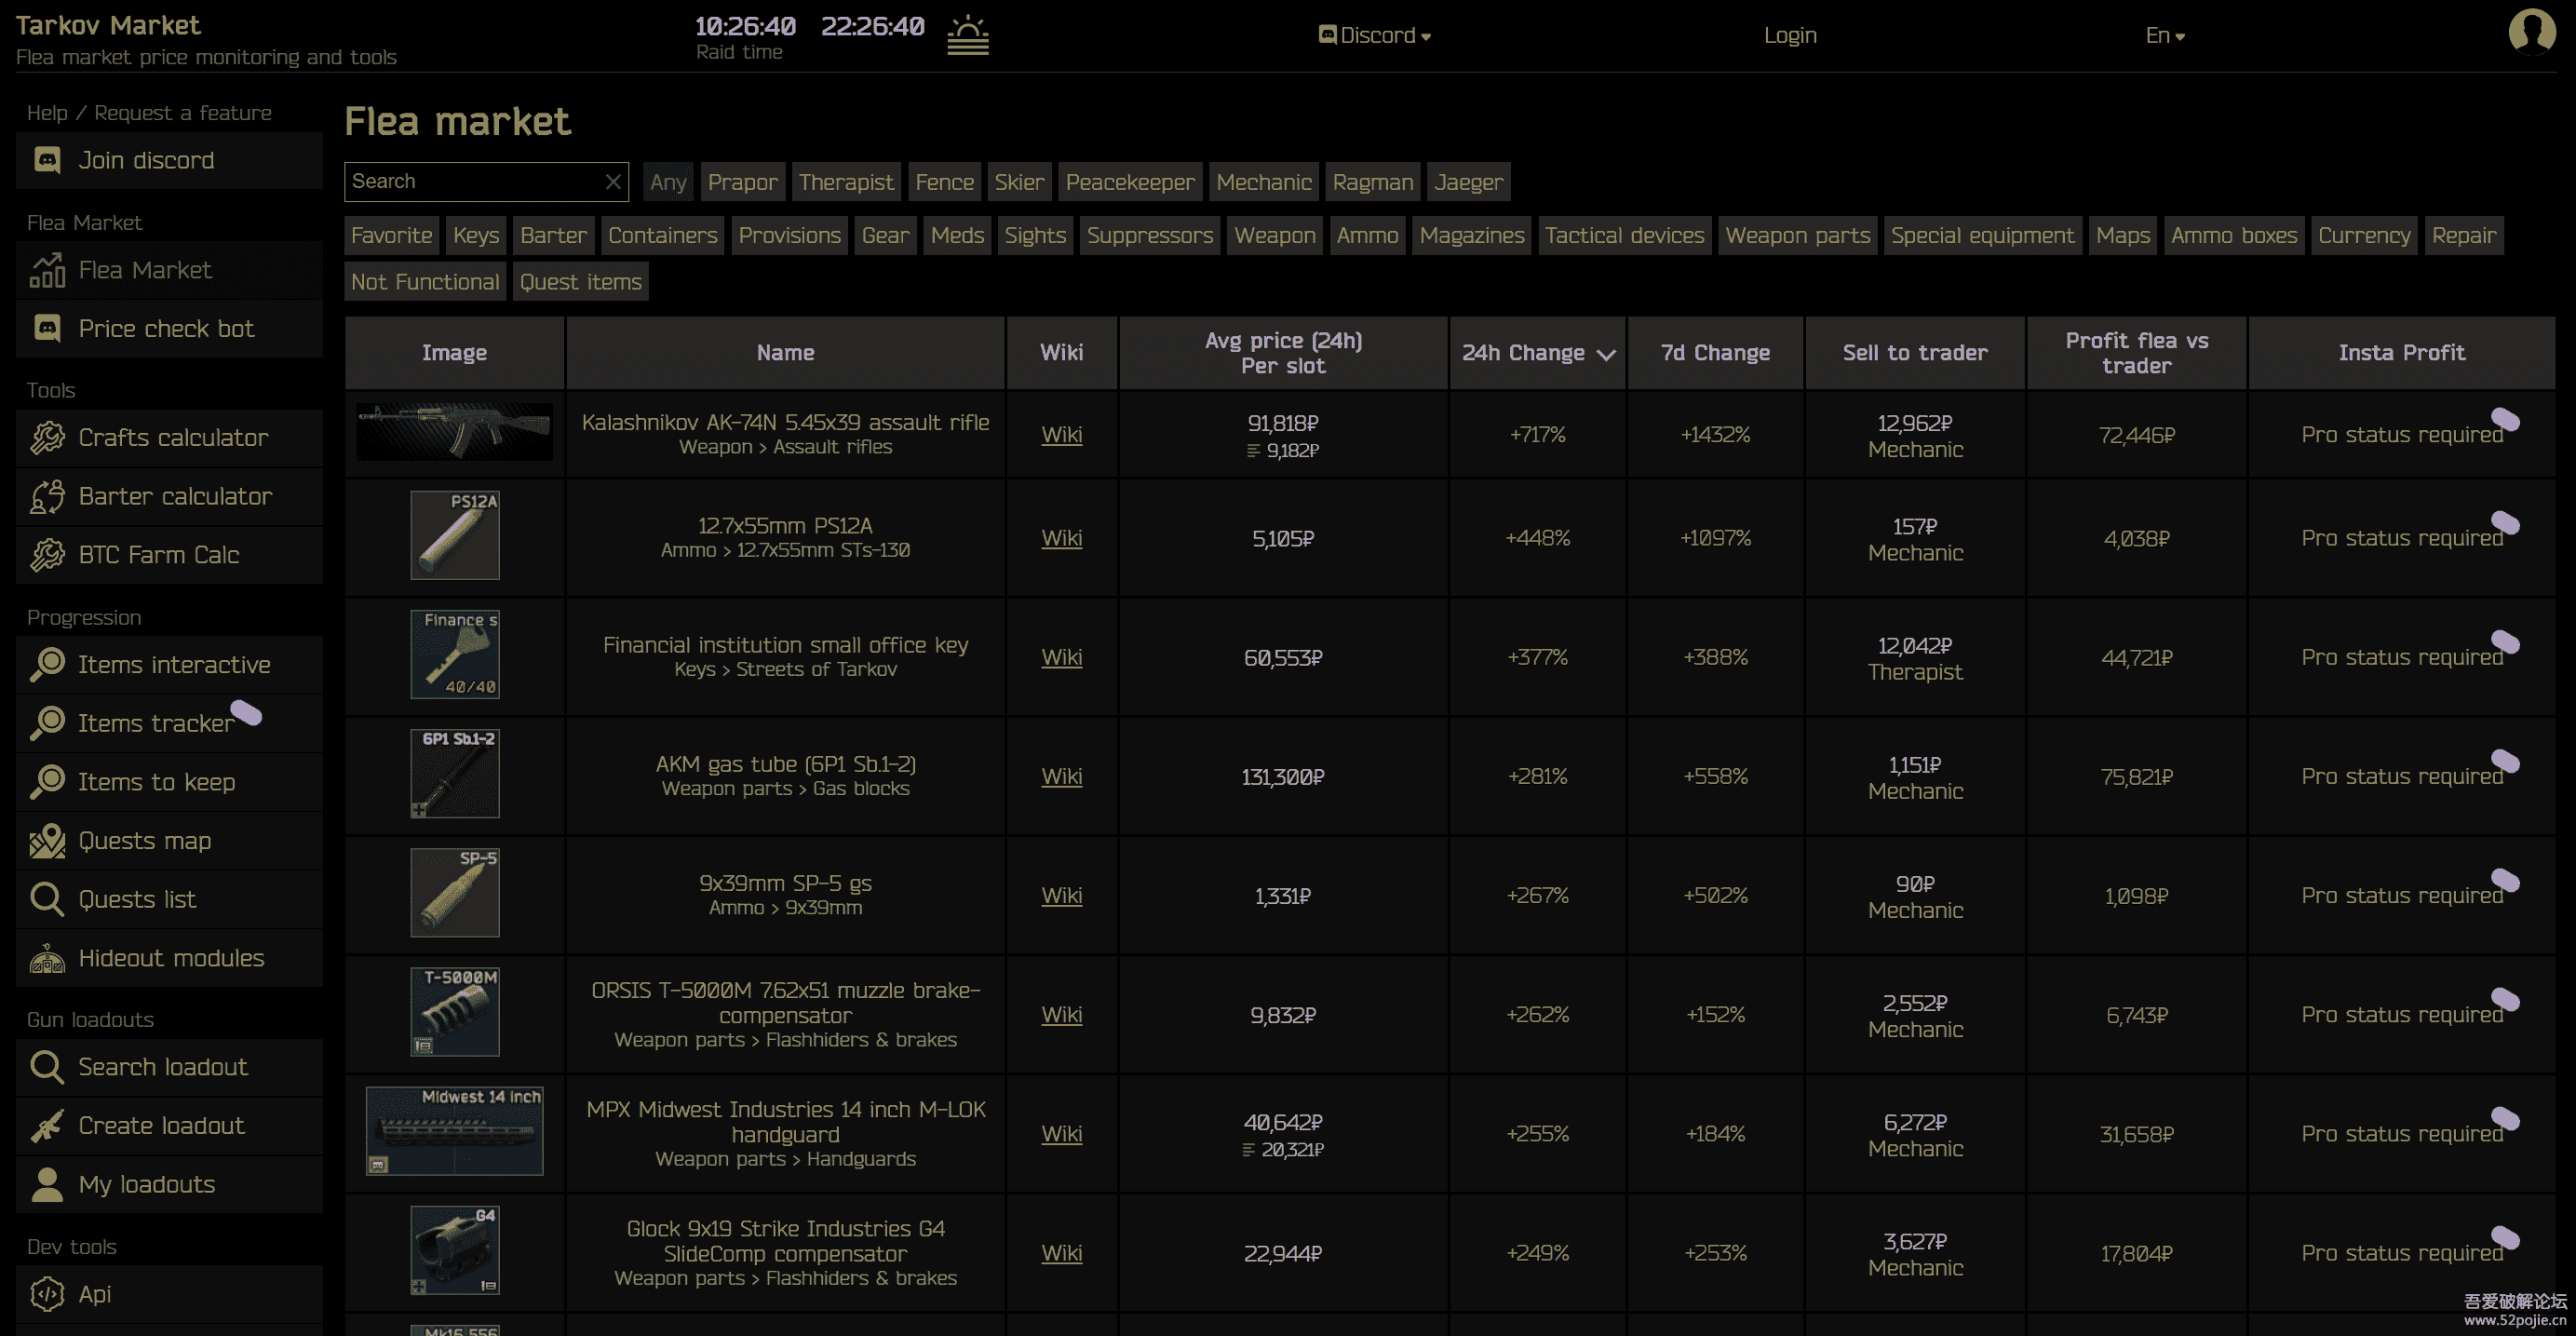 Tarkov Market
Flea market price monitoring and tools
10:26:40 22:26:40
Raid time
Discord
Login
En
Help / Request a feature
Join discord
Flea Market
Flea Market
Price check bot
Tools
Crafts calculator
Barter calculator
BTC Farm Calc
Progression
Items interactive
Items tracker
Items to keep
Quests map
Quests list
Hideout modules
Gun loadouts
Search loadout
Create loadout
My loadouts
Dev tools
Api
Flea market
Search Any Prapor Therapist Fence Skier Peacekeeper Mechanic Ragman Jaeger
Favorite Keys Barter Containers Provisions Gear Meds Sights Suppressors Weapon Ammo Magazines Tactical devices Weapon parts Special equipment Maps Ammo boxes Currency Repair
Not Functional Quest items
Image Name Wiki Avg price (24h) Per slot 24h Change 7d Change Sell to trader Profit flea vs trader Insta Profit
Kalashnikov AK-74N 5.45x39 assault rifle
Weapon > Assault rifles
Wiki
91,818₽
9,182₽
+717%
+1432%
12,962₽
Mechanic
72,446₽
Pro status required
PS12A
12.7x55mm PS12A
Ammo > 12.7x55mm STs-130
Wiki
5,105₽
+448%
+1097%
157₽
Mechanic
4,038₽
Pro status required
Finance s
40/40
Financial institution small office key
Keys > Streets of Tarkov
Wiki
60,553₽
+377%
+388%
12,042₽
Therapist
44,721₽
Pro status required
6P1 Sb.1-2
AKM gas tube (6P1 Sb.1-2)
Weapon parts > Gas blocks
Wiki
131,300₽
+281%
+558%
1,151₽
Mechanic
75,821₽
Pro status required
SP-5
9x39mm SP-5 gs
Ammo > 9x39mm
Wiki
1,331₽
+267%
+502%
90₽
Mechanic
1,098₽
Pro status required
T-5000M
ORSIS T-5000M 7.62x51 muzzle brake-
compensator
Weapon parts > Flashhiders & brakes
Wiki
9,832₽
+262%
+152%
2,552₽
Mechanic
6,743₽
Pro status required
Midwest 14 inch
MPX Midwest Industries 14 inch M-LOK
handguard
Weapon parts > Handguards
Wiki
40,642₽
20,321₽
+255%
+184%
6,272₽
Mechanic
31,658₽
Pro status required
G4
Glock 9x19 Strike Industries G4
SlideComp compensator
Weapon parts > Flashhiders & brakes
Wiki
22,944₽
+249%
+253%
3,627₽
Mechanic
17,804₽
Pro status required
Mk16 556
吾爱破解论坛
www.52pojie.cn